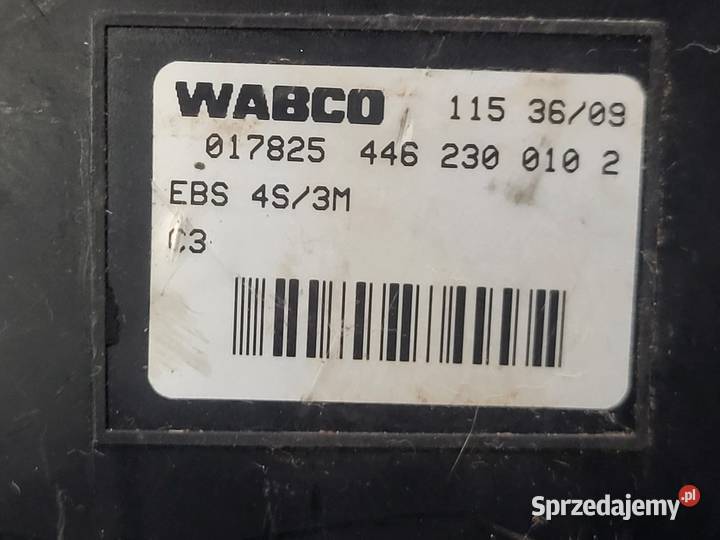 WABCO 115 36/09
017825 446 230 010 2
EBS 4S/3M
C3
Sprzedajemy.pl